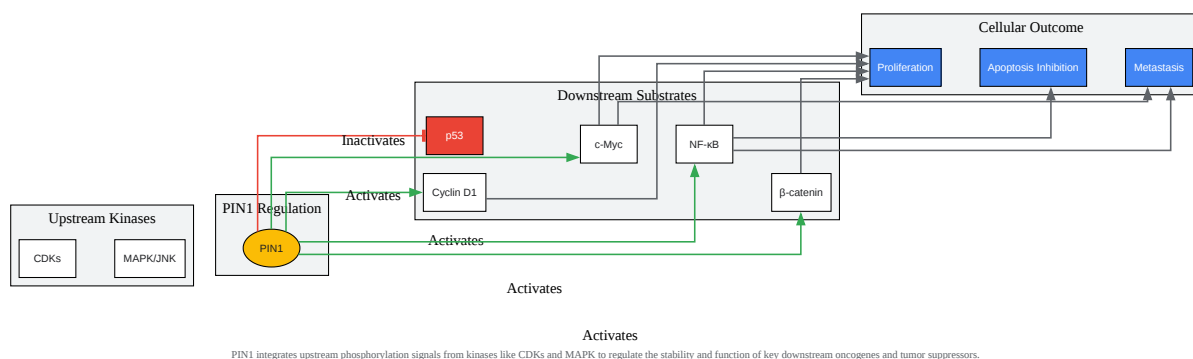 Cellular Outcome
Proliferation
Apoptosis Inhibition
Metastasis
Downstream Substrates
p53
Inactivates
c-Myc
NF-κB
Cyclin D1
β-catenin
Activates
PIN1 Regulation
Upstream Kinases
CDKs
MAPK/JNK
PIN1
Activates
Activates
Activates
PIN1 integrates upstream phosphorylation signals from kinases like CDKs and MAPK to regulate the stability and function of key downstream oncogenes and tumor suppressors.